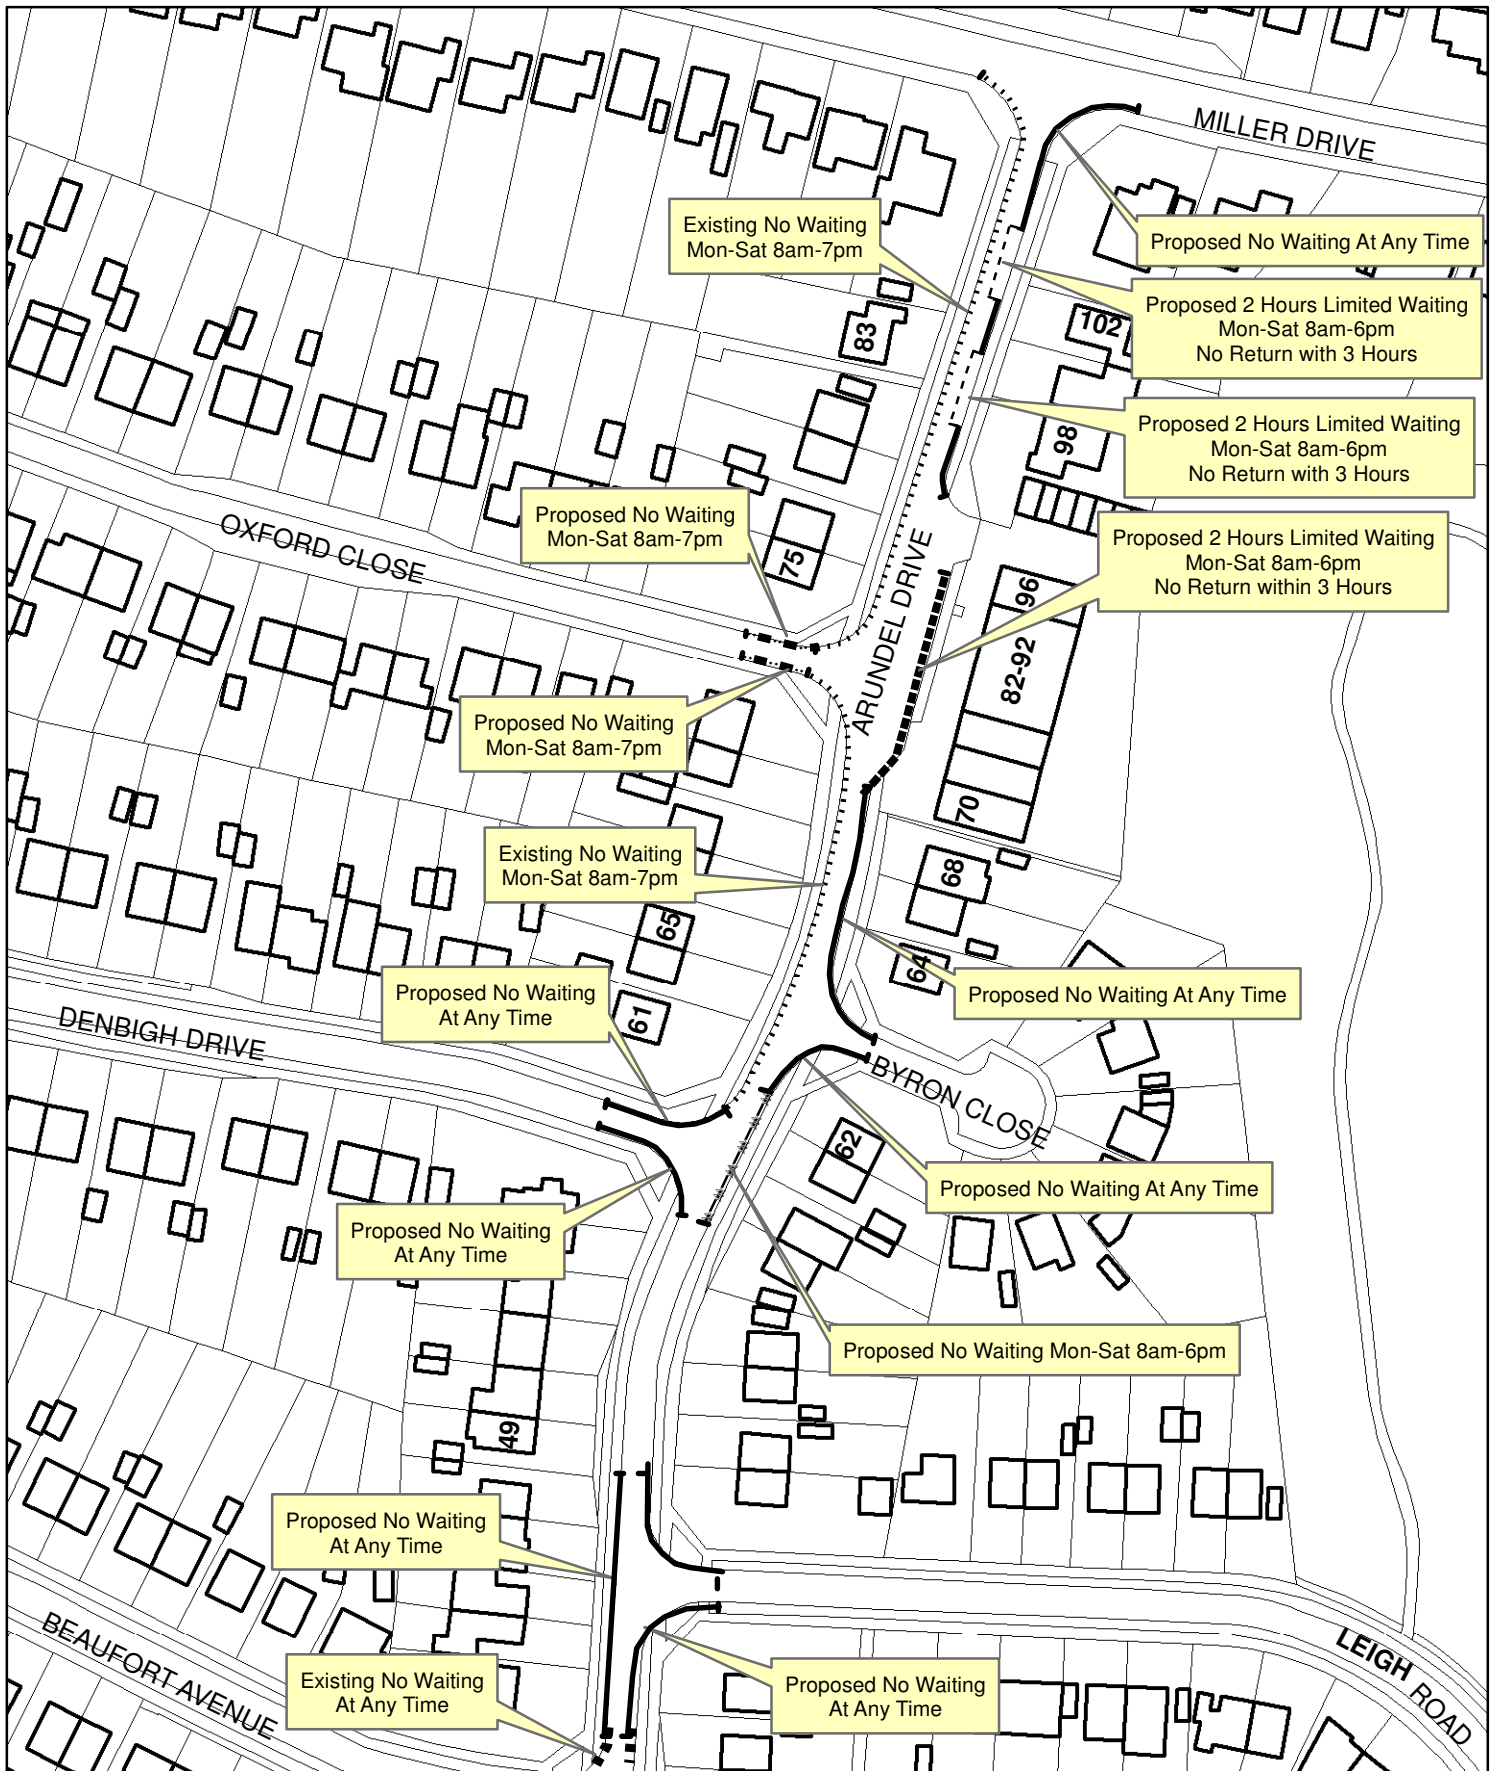 MILLER DRIVE
Existing No Waiting
Mon-Sat 8am-7pm
Proposed No Waiting At Any Time
Proposed 2 Hours Limited Waiting
Mon-Sat 8am-6pm
No Return with 3 Hours
102
83
Proposed 2 Hours Limited Waiting
Mon-Sat 8am-6pm
No Return with 3 Hours
98
Proposed No Waiting
Mon-Sat 8am-7pm
OXFORD CLOSE
75
ARUNDEL DRIVE
Proposed 2 Hours Limited Waiting
Mon-Sat 8am-6pm
No Return within 3 Hours
96
82-92
Proposed No Waiting
Mon-Sat 8am-7pm
70
Existing No Waiting
Mon-Sat 8am-7pm
68
65
64
Proposed No Waiting
At Any Time
61
Proposed No Waiting At Any Time
DENBIGH DRIVE
BYRON CLOSE
62
Proposed No Waiting At Any Time
Proposed No Waiting
At Any Time
Proposed No Waiting Mon-Sat 8am-6pm
49
Proposed No Waiting
At Any Time
BEAUFORT AVENUE
Existing No Waiting
At Any Time
Proposed No Waiting
At Any Time
LEIGH ROAD